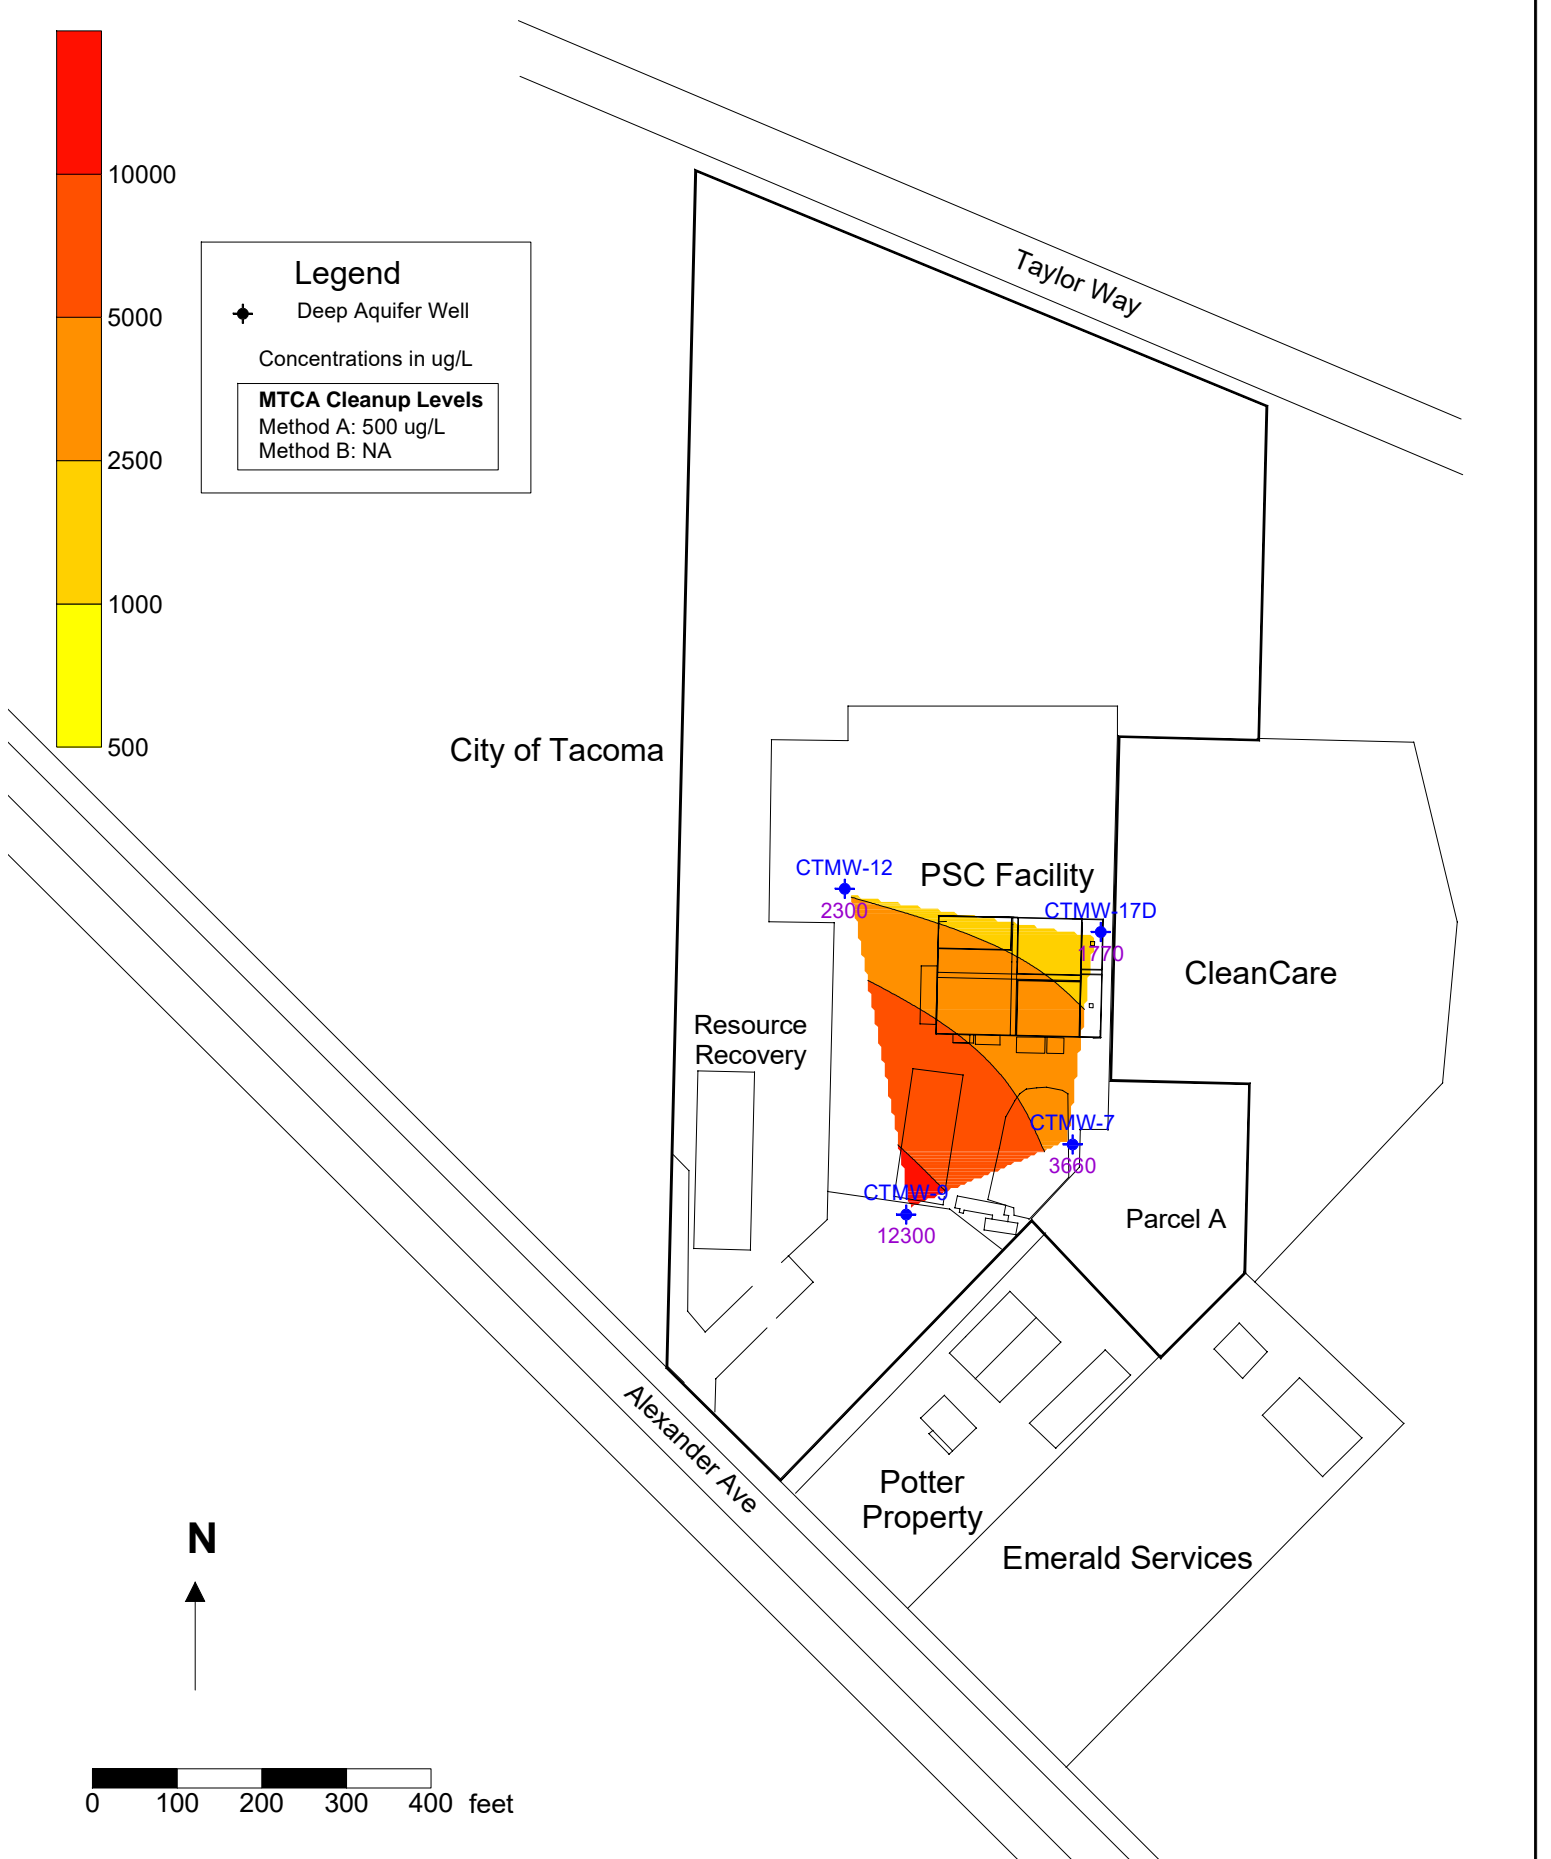 10000
5000
2500
1000
500
Legend
Deep Aquifer Well
Concentrations in ug/L
MTCA Cleanup Levels
Method A: 500 ug/L
Method B: NA
Taylor Way
City of Tacoma
CTMW-12
2300
PSC Facility
CTMW-17D
1770
CleanCare
Resource
Recovery
CTMW-7
3660
CTMW-9
12300
Parcel A
Alexander Ave
Potter
Property
Emerald Services
N
0 100 200 300 400 feet